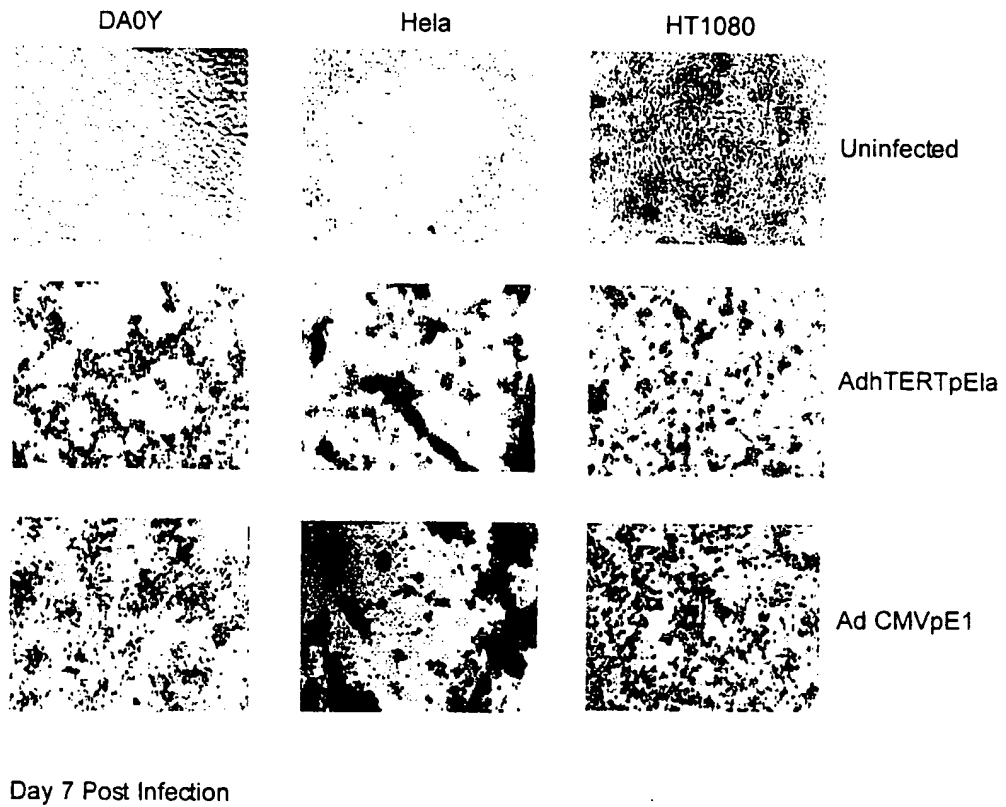 DA0Y
Hela
HT1080
Uninfected
AdhTERTpEla
Ad CMVpE1
Day 7 Post Infection